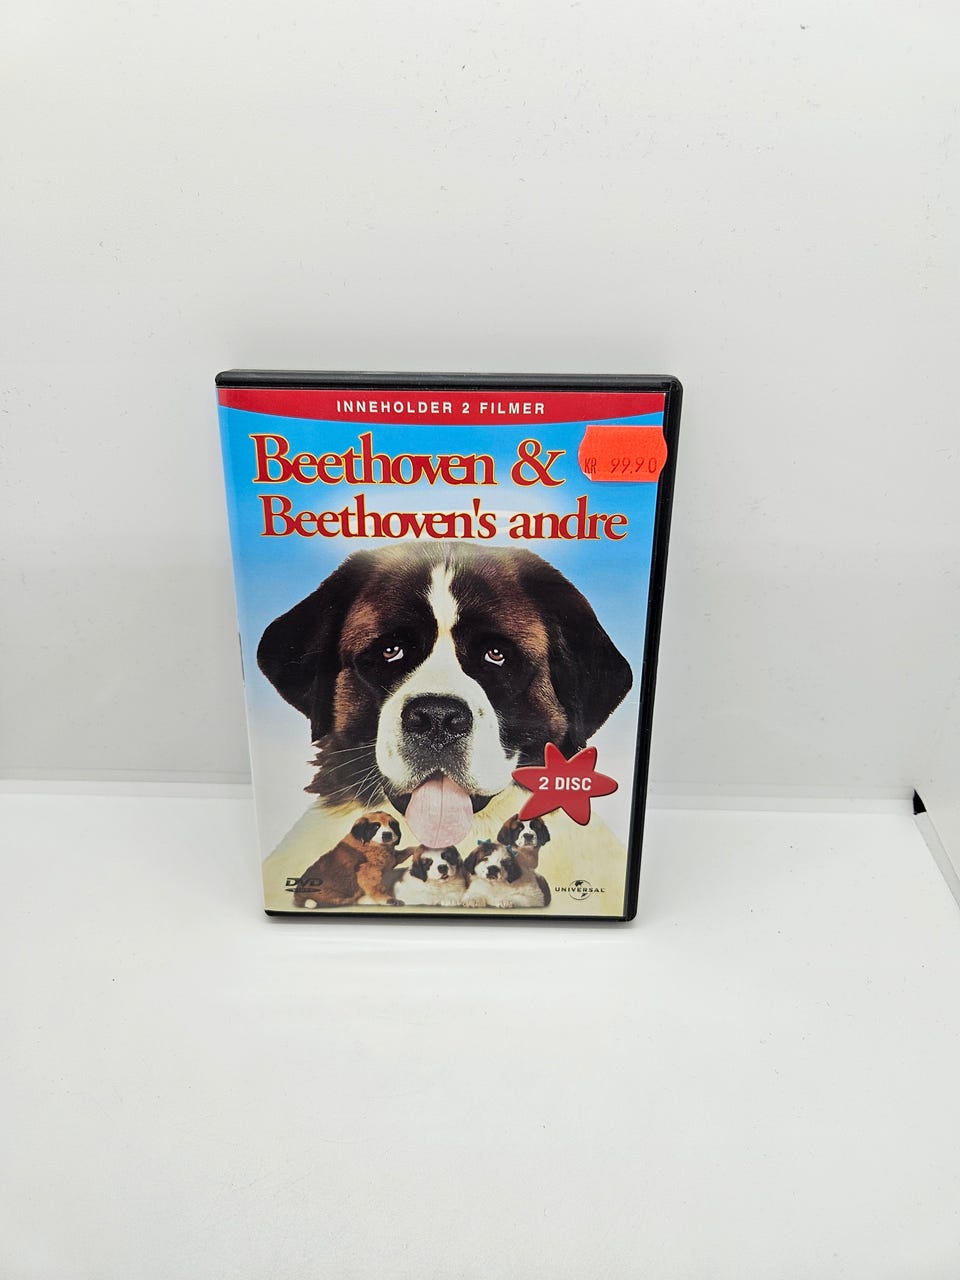 INNEHOLDER 2 FILMER
Beethoven &
KR. 99.90
Beethoven's andre
2 DISC
DVD
UNIVERSAL